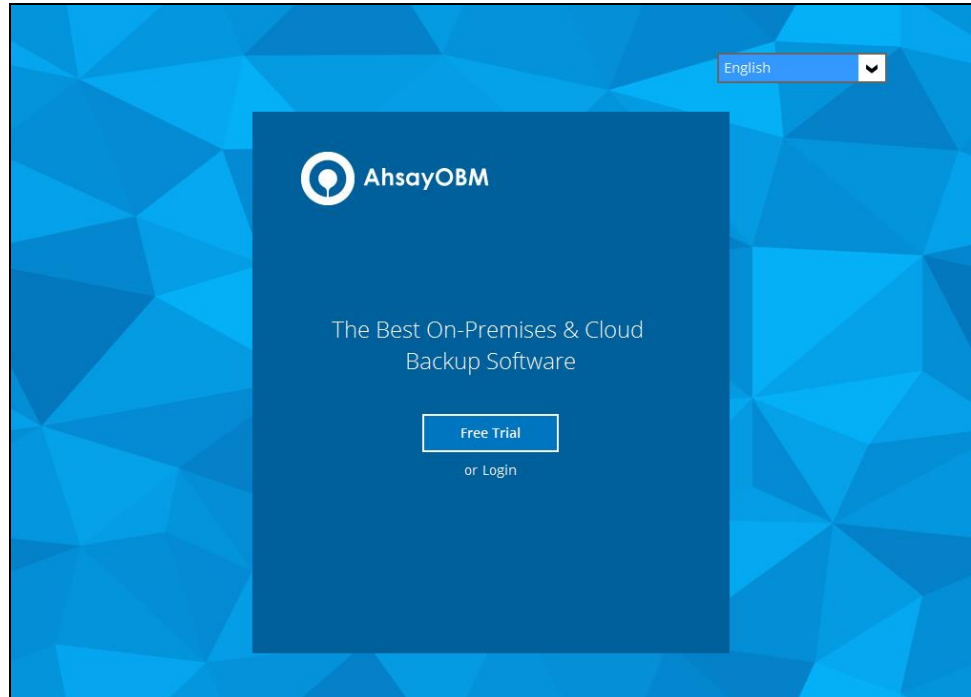 English
AhsayOBM
The Best On-Premises & Cloud
Backup Software
Free Trial
or Login